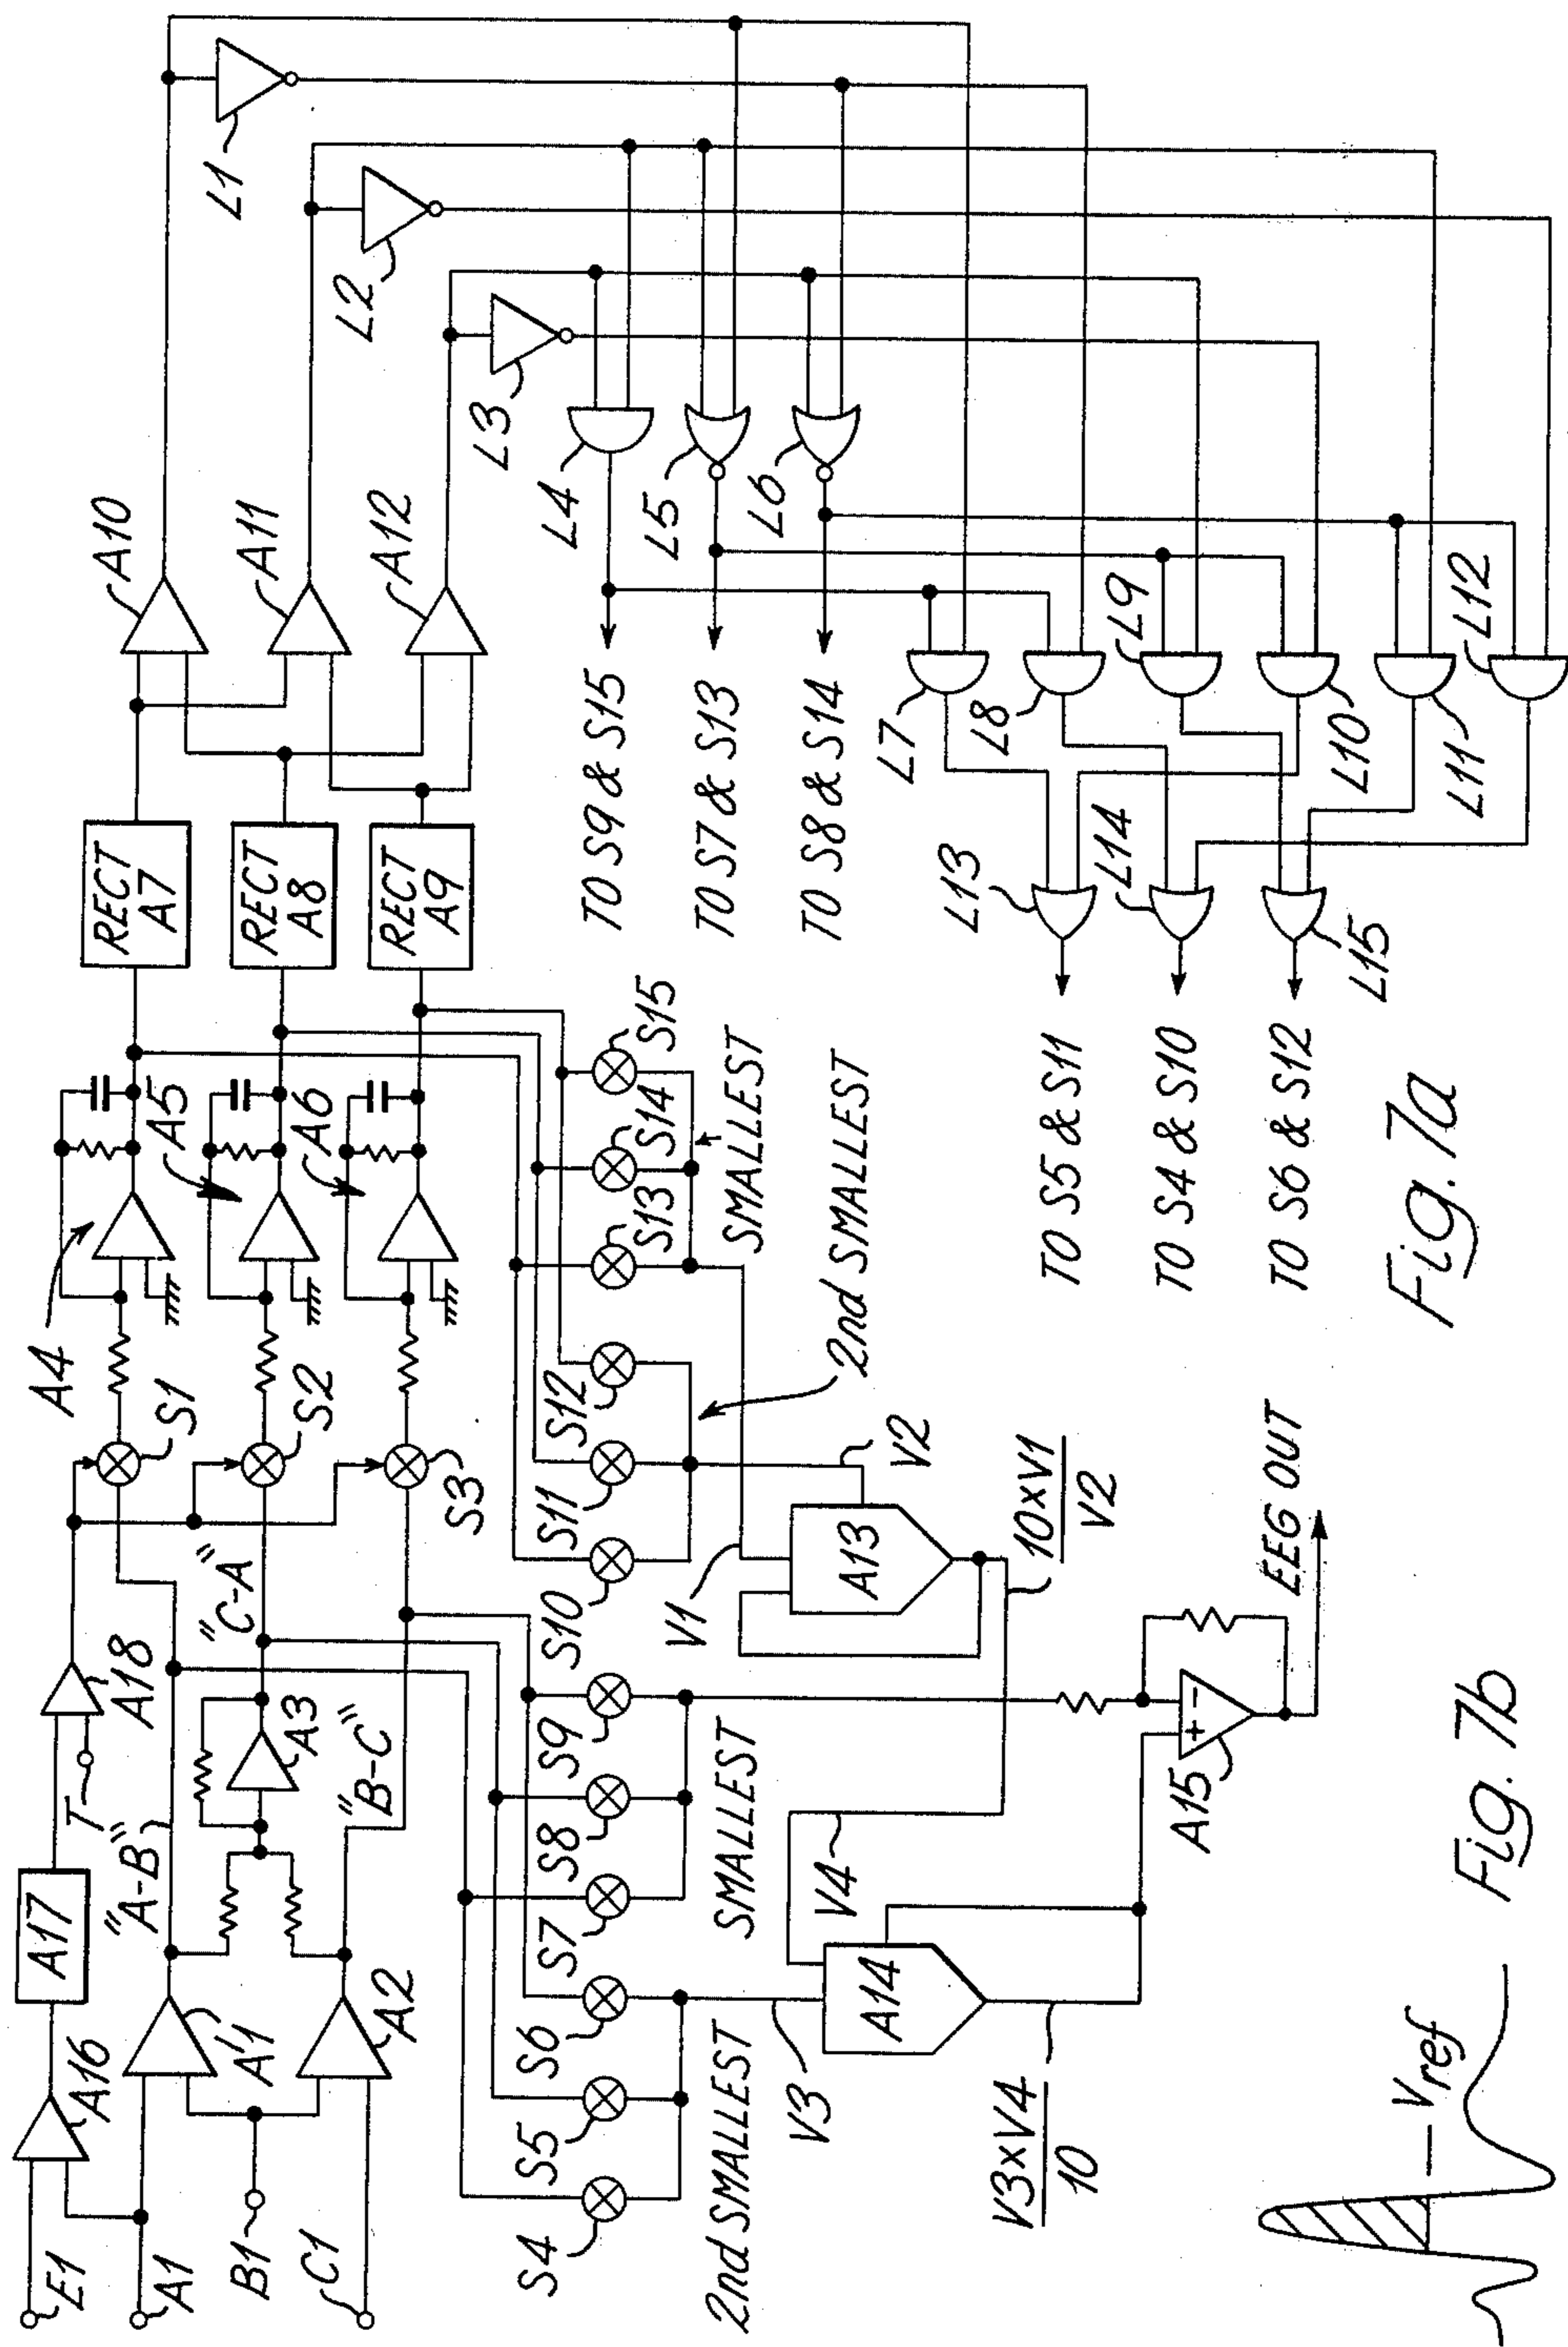 E1
A16
A17
T
A18
A1
A1
"A-B"
B1
C1
A2
A3
"C-A"
"B-C"
S1
S2
S3
A4
A5
A6
RECT
A7
RECT
A8
RECT
A9
A10
A11
A12
L1
L2
L3
L4
L5
L6
TO S9 & S15
TO S7 & S13
TO S8 & S14
L7
L8
L9
L10
L11
L12
L13
L14
L15
TO S5 & S11
TO S4 & S10
TO S6 & S12
S4
S5
S6
S7
S8
S9
S10
S11
S12
S13
S14
S15
2nd SMALLEST
SMALLEST
2nd SMALLEST
SMALLEST
V1
V2
A13
10xV1
V2
V3
V4
A14
V3xV4
10
+
-
A15
EEG OUT
Fig. 7a
Vref
Fig. 7b